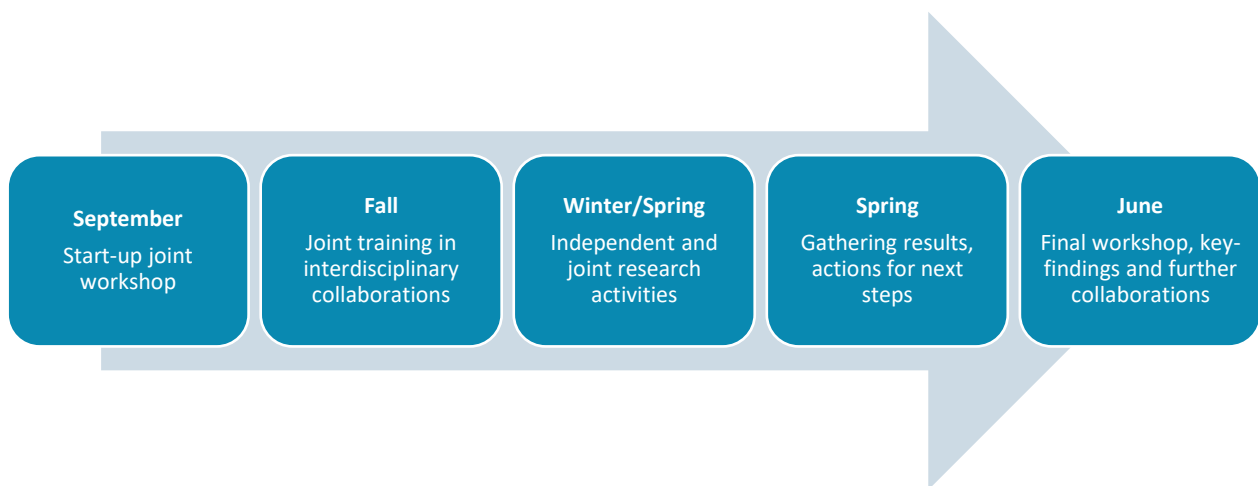 September
Start-up joint
workshop
Fall
Joint training in
interdisciplinary
collaborations
Winter/Spring
Independent and
joint research
activities
Spring
Gathering results,
actions for next
steps
June
Final workshop, key-
findings and further
collaborations